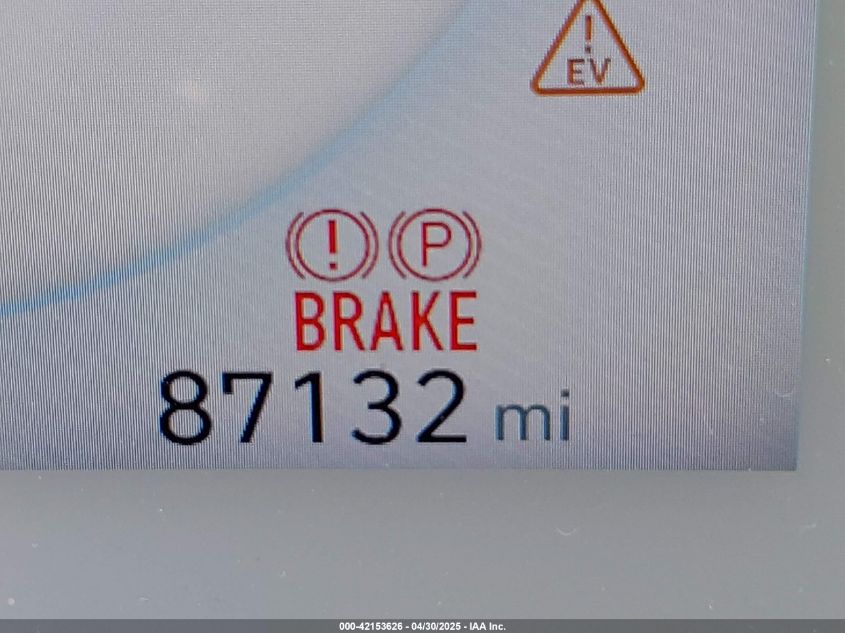 !
EV
! P
BRAKE
87132 mi
000-42153626 - 04/30/2025 - IAA Inc.